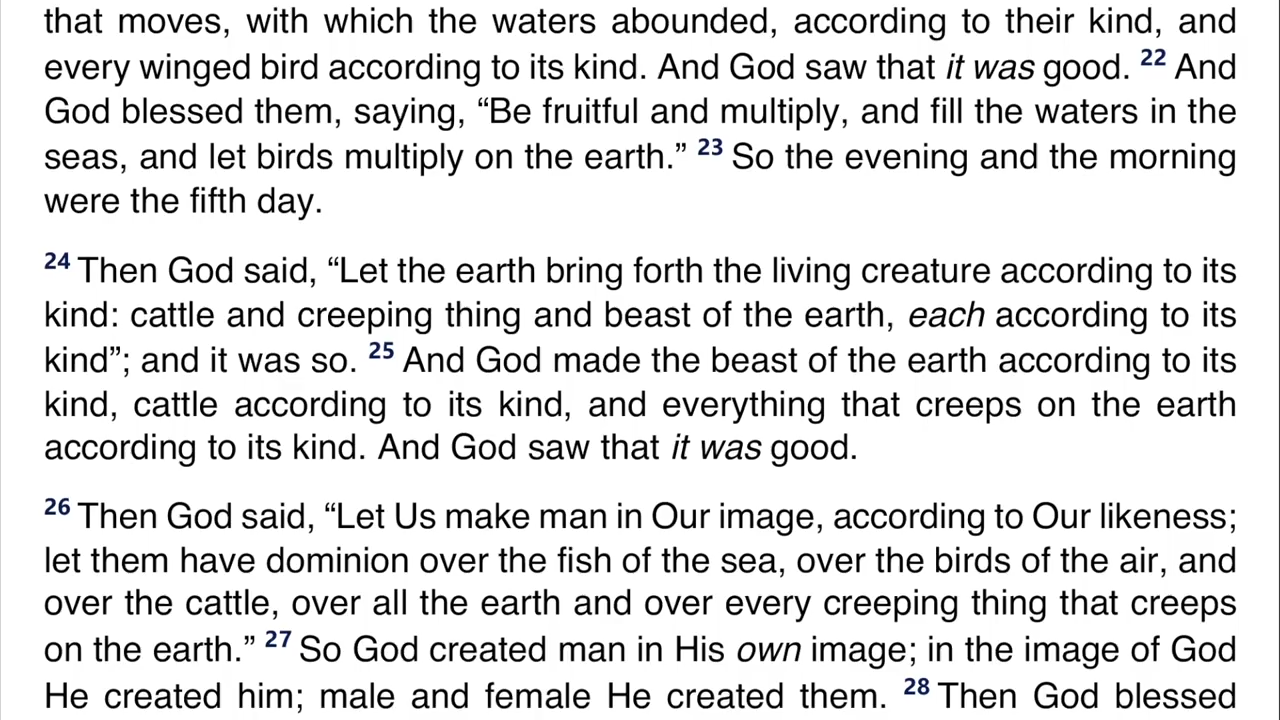 that moves, with which the waters abounded, according to their kind, and
every winged bird according to its kind. And God saw that it was good. 22 And
God blessed them, saying, “Be fruitful and multiply, and fill the waters in the
seas, and let birds multiply on the earth.” 23 So the evening and the morning
were the fifth day.
24 Then God said, “Let the earth bring forth the living creature according to its
kind: cattle and creeping thing and beast of the earth, each according to its
kind”; and it was so. 25 And God made the beast of the earth according to its
kind, cattle according to its kind, and everything that creeps on the earth
according to its kind. And God saw that it was good.
26 Then God said, “Let Us make man in Our image, according to Our likeness;
let them have dominion over the fish of the sea, over the birds of the air, and
over the cattle, over all the earth and over every creeping thing that creeps
on the earth.” 27 So God created man in His own image; in the image of God
He created him; male and female He created them. 28 Then God blessed